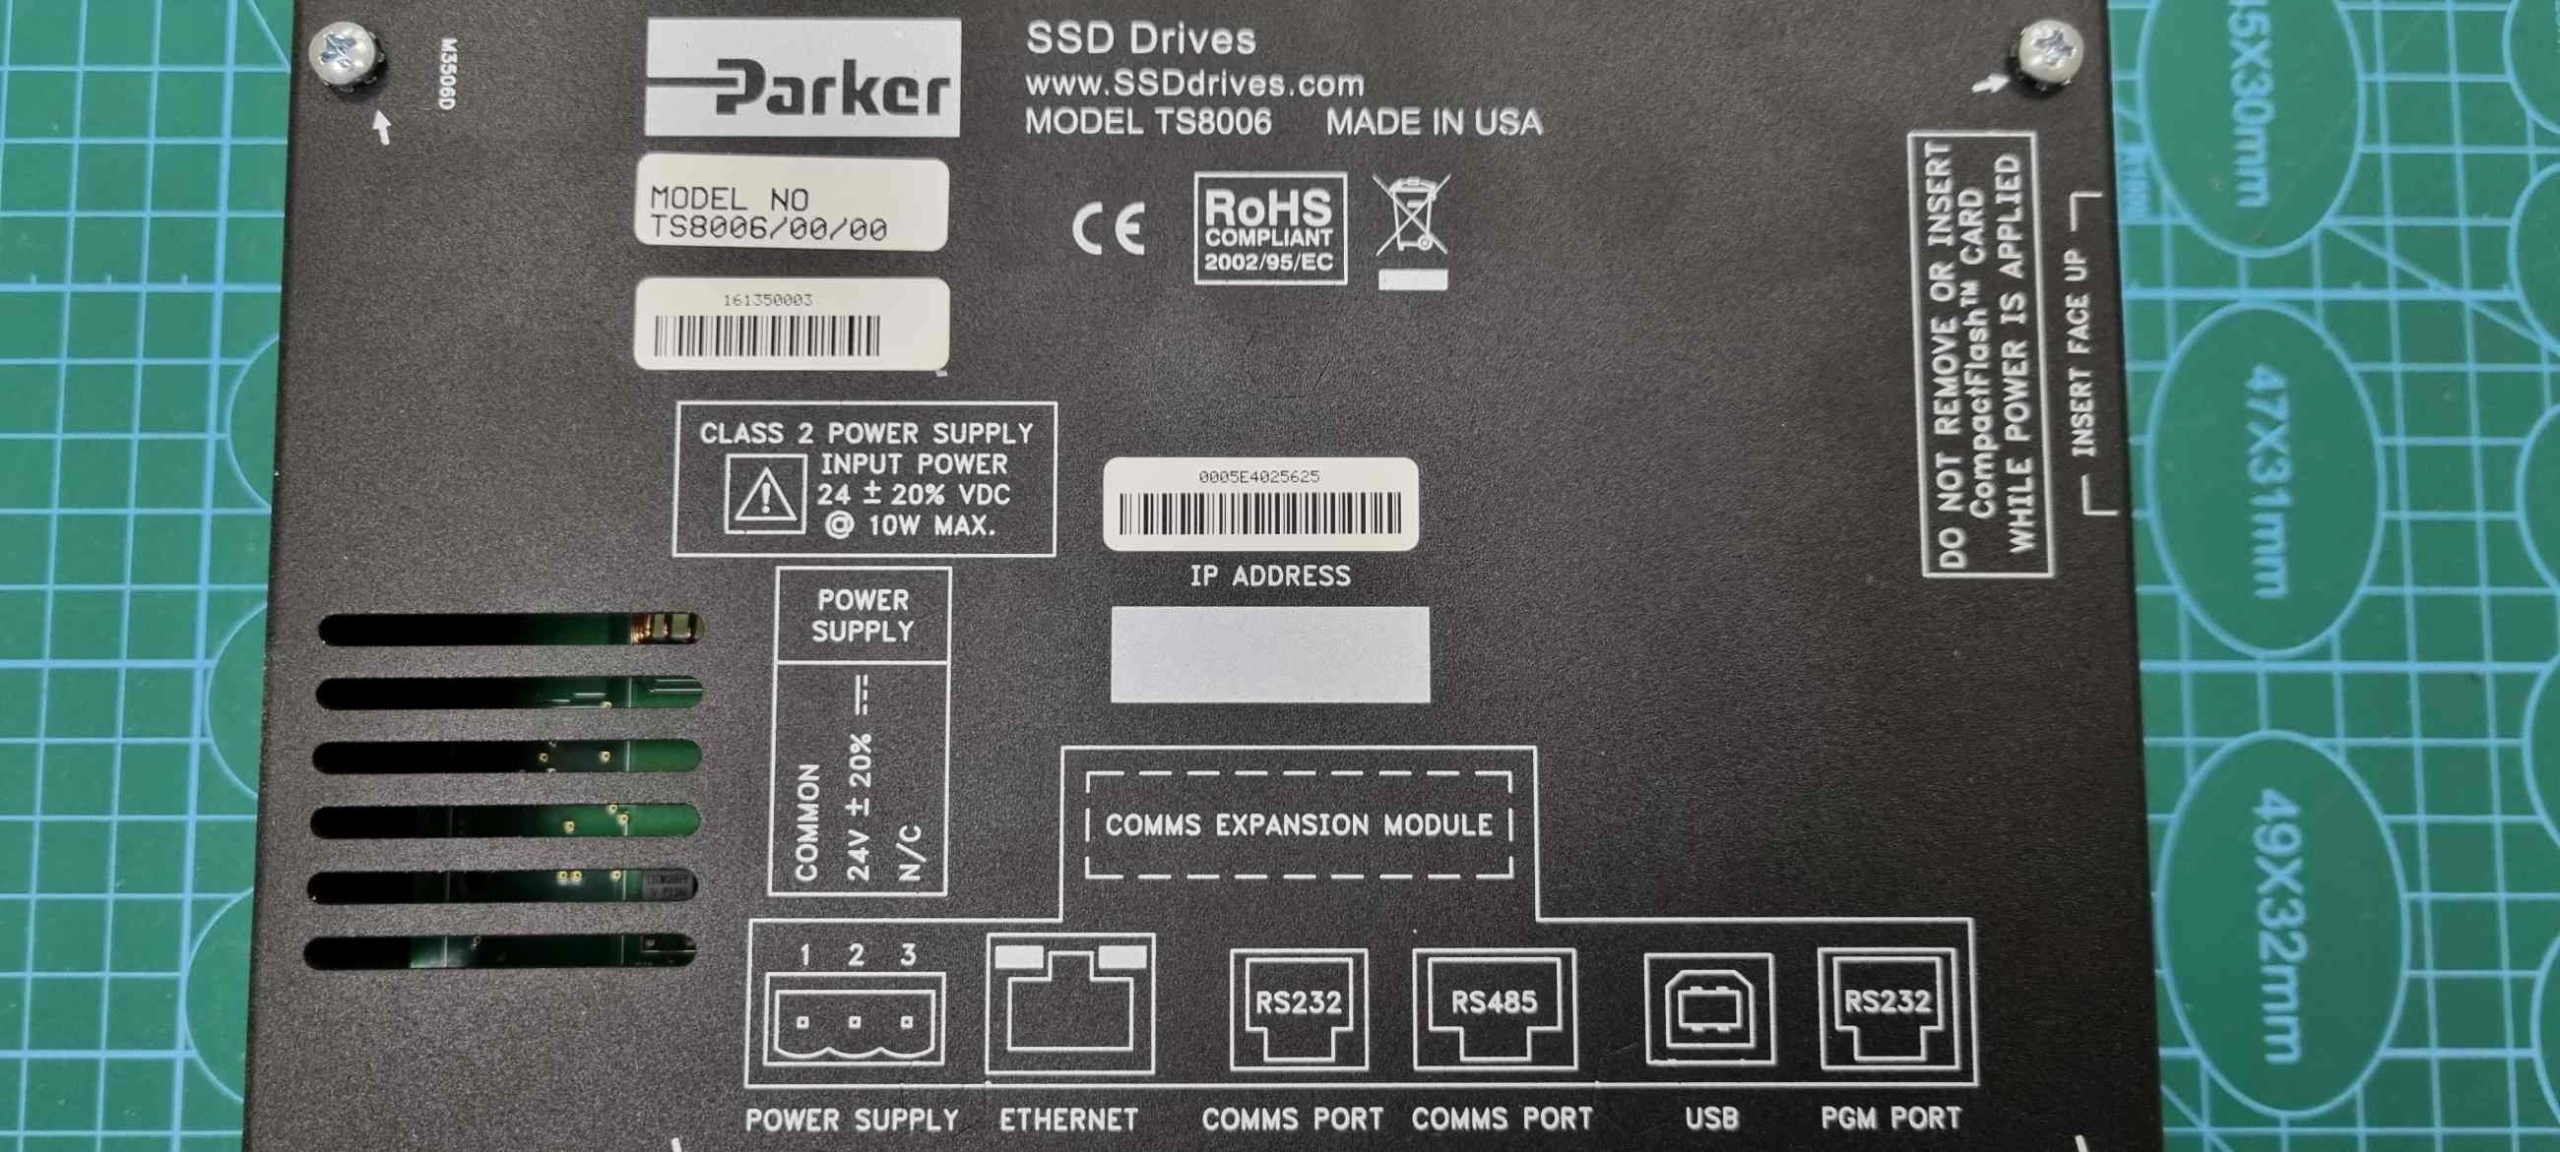 M35506D
Parker
SSD Drives
www.SSDdrives.com
MODEL TS8006 MADE IN USA
MODEL NO
TS8006/00/00
161350003
CE
RoHS
COMPLIANT
2002/95/EC
DO NOT REMOVE OR INSERT
CompactFlash™ CARD
WHILE POWER IS APPLIED
INSERT FACE UP
CLASS 2 POWER SUPPLY
INPUT POWER
24 ± 20% VDC
@ 10W MAX.
0005E4025625
IP ADDRESS
POWER
SUPPLY
COMMON
24V ± 20%
N/C
COMMS EXPANSION MODULE
1 2 3
RS232
RS485
RS232
POWER SUPPLY
ETHERNET
COMMS PORT
COMMS PORT
USB
PGM PORT
5X30mm
47X31mm
49X32mm